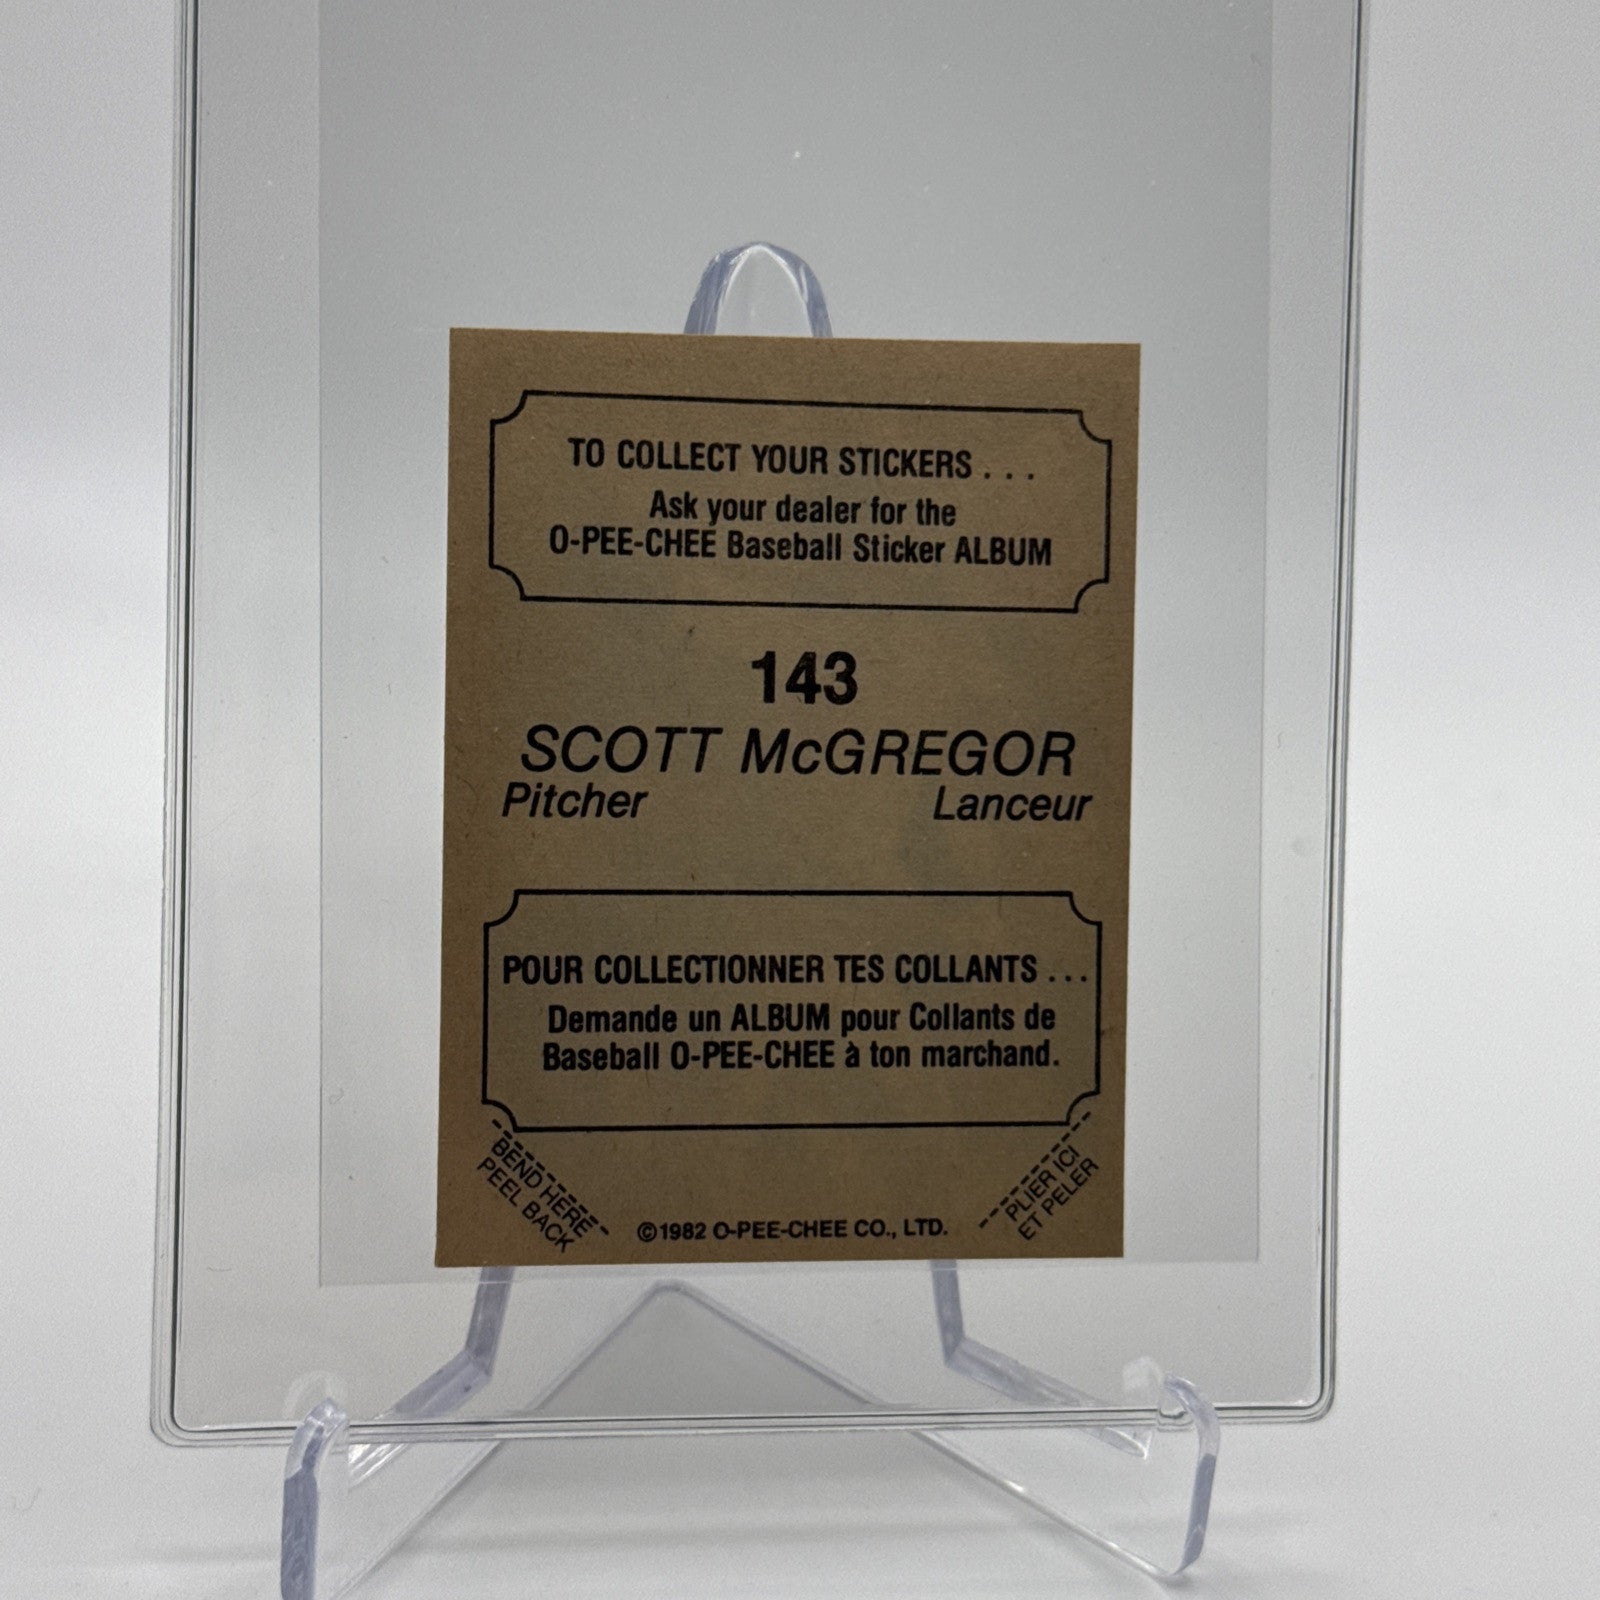 TO COLLECT YOUR STICKERS . . .
Ask your dealer for the
O-PEE-CHEE Baseball Sticker ALBUM
143
SCOTT McGREGOR
Pitcher Lanceur
POUR COLLECTIONNER TES COLLANTS . . .
Demande un ALBUM pour Collants de
Baseball O-PEE-CHEE à ton marchand.
BEND HERE
PEEL BACK
©1982 O-PEE-CHEE CO., LTD.
PLIER ICI
ET PELER